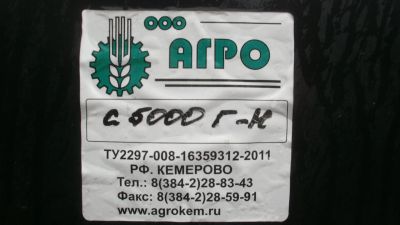 ООО
АГРО
С 5000 Г-Н
ТУ2297-008-16359312-2011
РФ. КЕМЕРОВО
Тел.: 8(384-2)28-83-43
Факс: 8(384-2)28-59-91
www.agrokem.ru